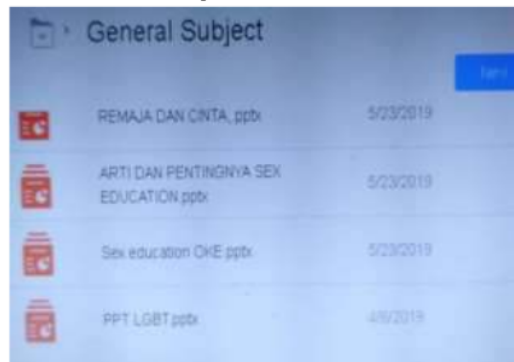 General Subject
REMAJA DAN CINTA, pptx
5/23/2019
ARTI DAN PENTINGNYA SEX
EDUCATION.pptx
5/23/2019
Sex education OKE.pptx
5/23/2019
PPT LGBT.pptx
4/6/2019